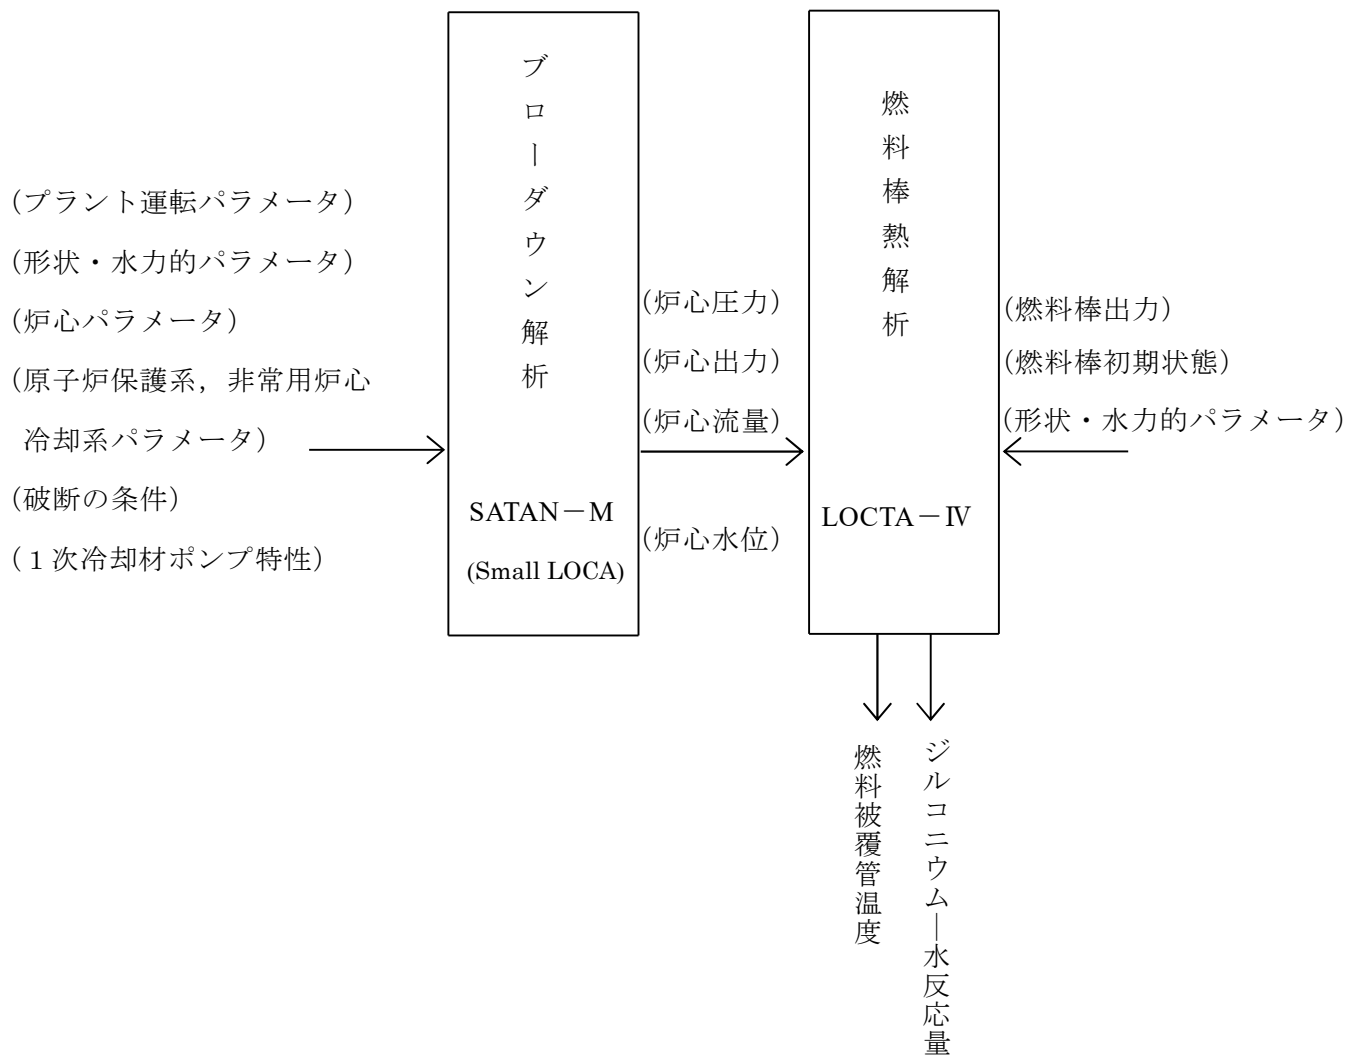 (プラント運転パラメータ)
(形状・水力的パラメータ)
(炉心パラメータ)
(原子炉保護系，非常用炉心
冷却系パラメータ)
(破断の条件)
(１次冷却材ポンプ特性)
ブローダウン解析
SATAN－M
(Small LOCA)
(炉心圧力)
(炉心出力)
(炉心流量)
(炉心水位)
燃料棒熱解析
LOCTA－Ⅳ
(燃料棒出力)
(燃料棒初期状態)
(形状・水力的パラメータ)
燃料被覆管温度
ジルコニウム―水反応量